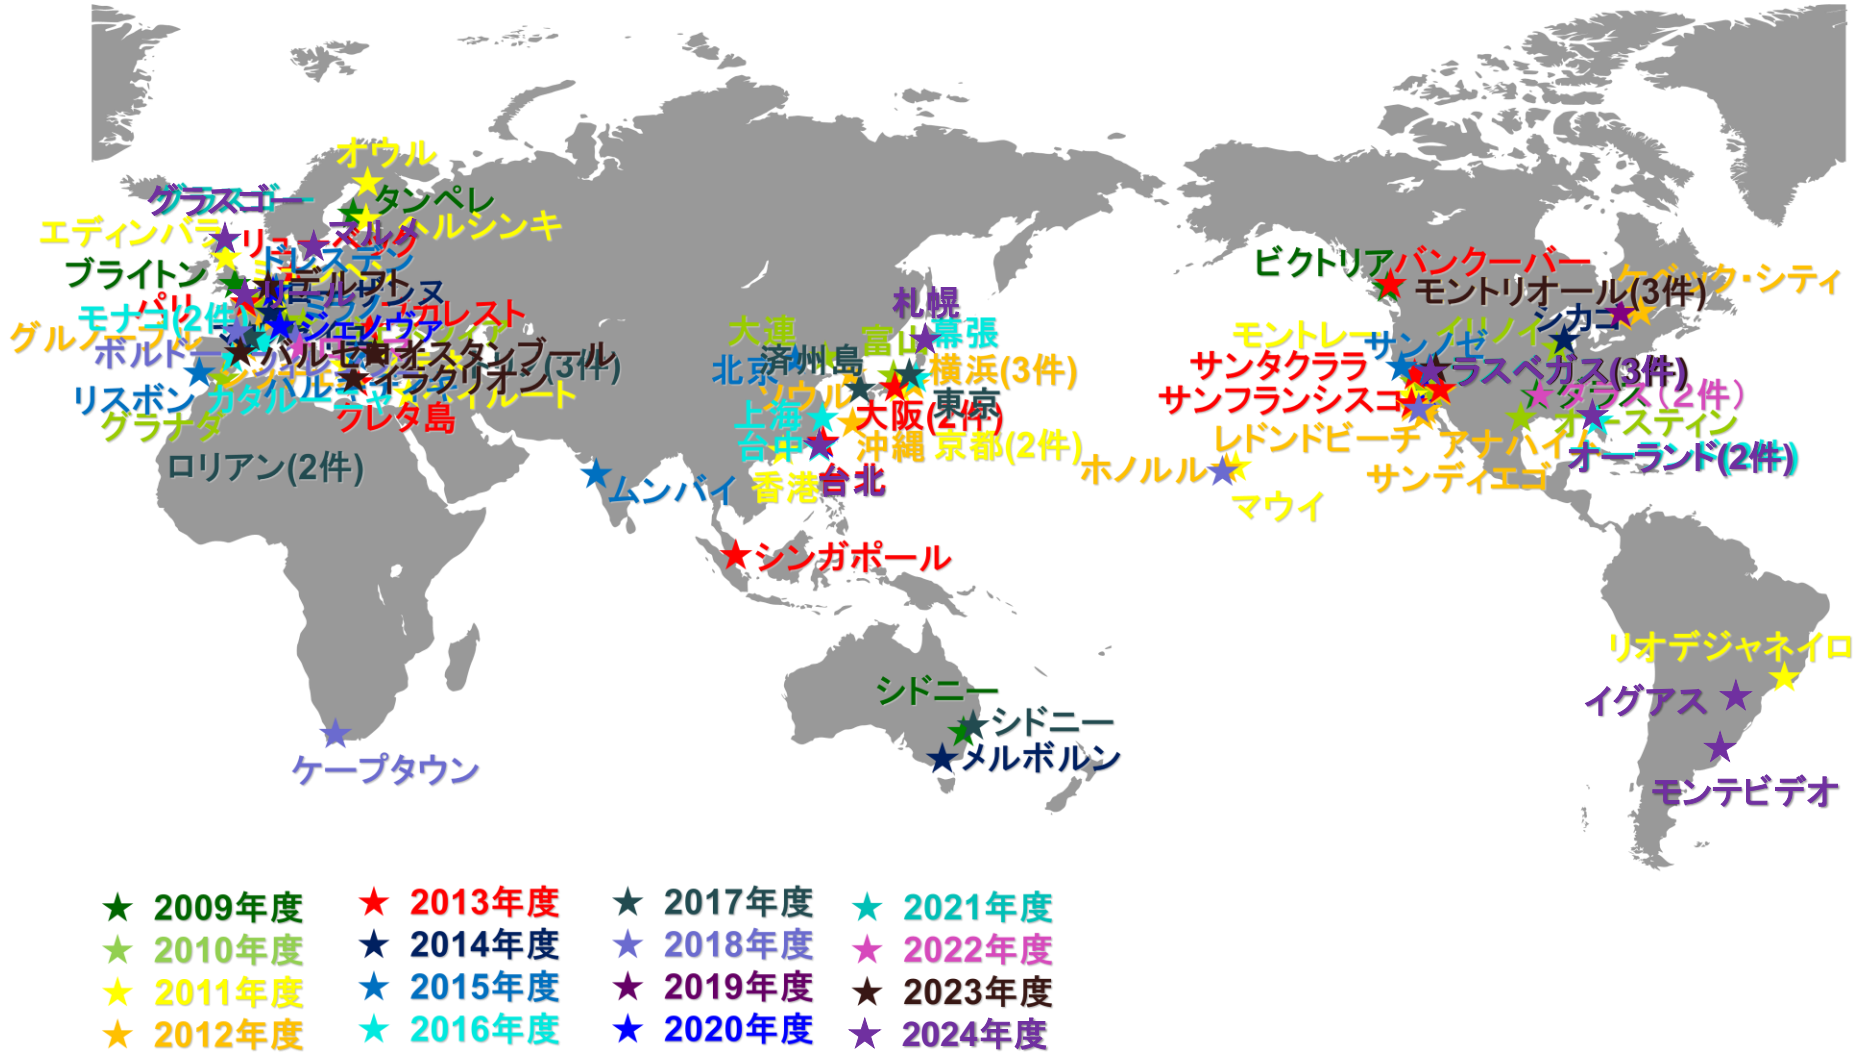 オウル
グラスゴー
タンペレ
エディンバラ
ヘルシンキ
マルメ
リューベック
ドレスデン
ブライトン
デルフト
パリ
モナコ(2件)
ジェノヴァ
グルノーブル
ボルドー
バルセロナ
イスタンブール
(3件)
イラクリオン
リスボン
カタルーニャ
ベイルート
グラナダ
クレタ島
ロリアン(2件)
ケープタウン
ムンバイ
シンガポール
札幌
大連
富山
幕張
北京
済州島
横浜(3件)
ソウル
東京
上海
大阪(2件)
台中
沖縄
京都(2件)
香港
台北
シドニー
シドニー
メルボルン
ビクトリア
バンクーバー
ケベック・シティ
モントリオール(3件)
シカゴ
モントレー
イリノイ
サンノゼ
サンタクララ
ラスベガス(3件)
サンフランシスコ
ダラス(2件)
オースティン
レドンドビーチ
アナハイム
オーランド(2件)
ホノルル
サンディエゴ
マウイ
リオデジャネイロ
イグアス
モンテビデオ
2009年度
2010年度
2011年度
2012年度
2013年度
2014年度
2015年度
2016年度
2017年度
2018年度
2019年度
2020年度
2021年度
2022年度
2023年度
2024年度